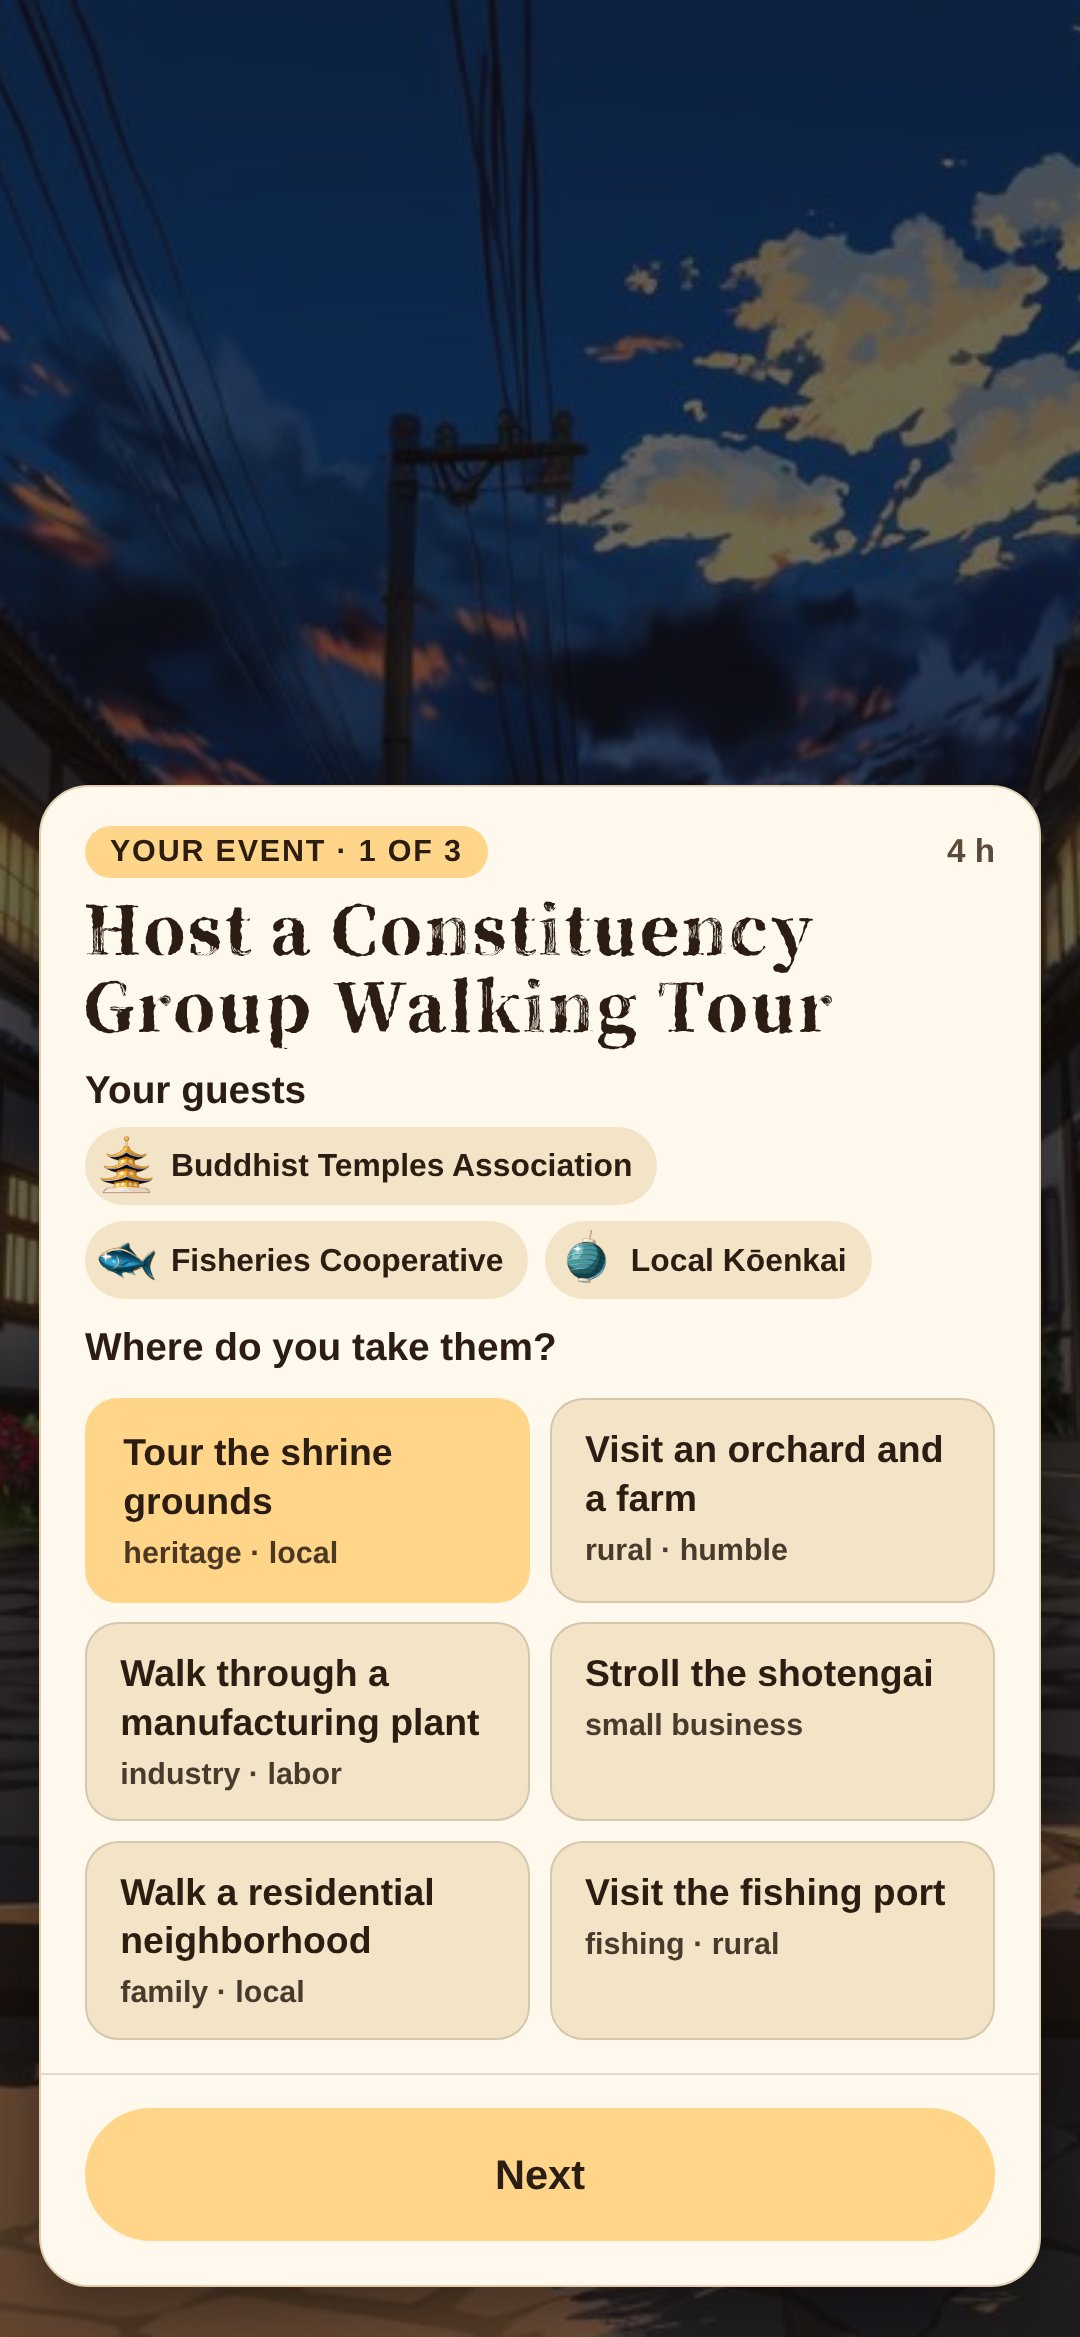 YOUR EVENT · 1 OF 3
4 h
Host a Constituency
Group Walking Tour
Your guests
Buddhist Temples Association
Fisheries Cooperative
Local Kōenkai
Where do you take them?
Tour the shrine
grounds
heritage · local
Visit an orchard and
a farm
rural · humble
Walk through a
manufacturing plant
industry · labor
Stroll the shotengai
small business
Walk a residential
neighborhood
family · local
Visit the fishing port
fishing · rural
Next